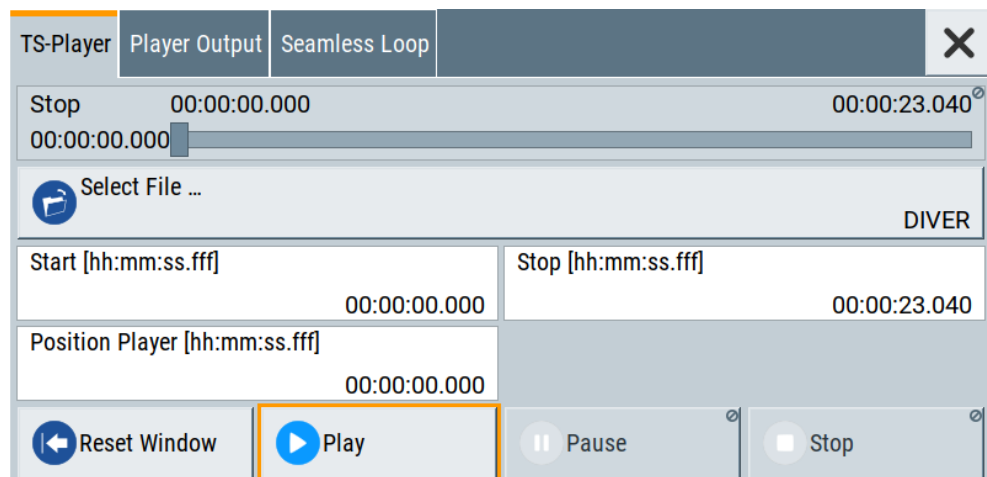 TS-Player Player Output Seamless Loop
Stop 00:00:00.000 00:00:23.040
00:00:00.000
Select File ...
DIVER
Start [hh:mm:ss.fff] Stop [hh:mm:ss.fff]
00:00:00.000 00:00:23.040
Position Player [hh:mm:ss.fff]
00:00:00.000
Reset Window Play Pause Stop